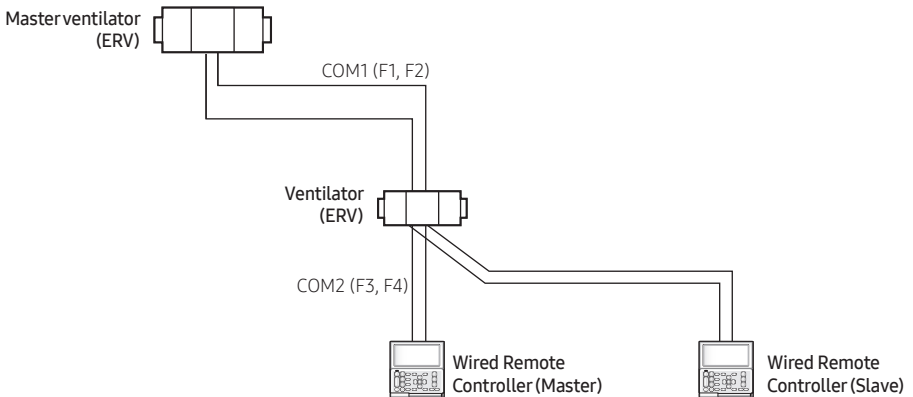 Master ventilator
(ERV)
COM1 (F1, F2)
Ventilator
(ERV)
COM2 (F3, F4)
Wired Remote
Controller (Master)
Wired Remote
Controller (Slave)